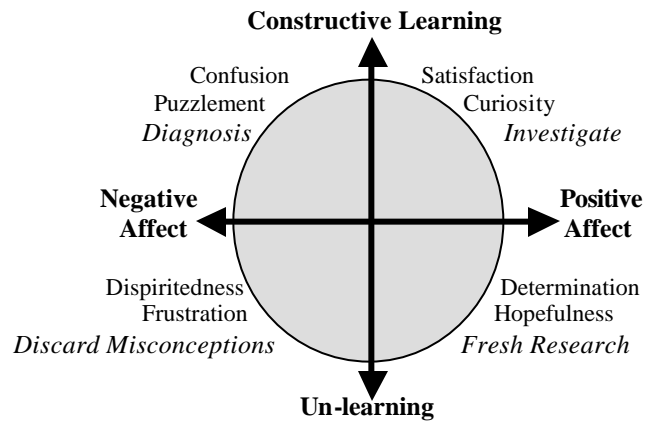 Constructive Learning
Confusion
Puzzlement
Diagnosis
Satisfaction
Curiosity
Investigate
Negative
Affect
Positive
Affect
Dispiritedness
Frustration
Discard Misconceptions
Determination
Hopefulness
Fresh Research
Un-learning